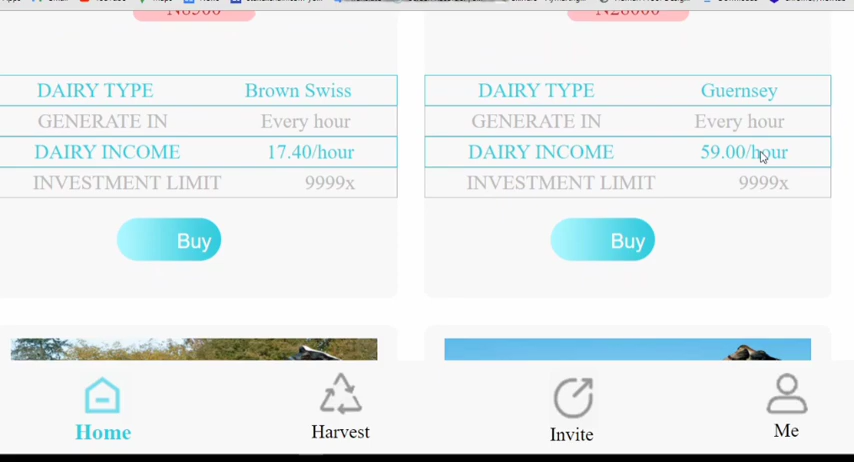 DAIRY TYPE Brown Swiss
GENERATE IN Every hour
DAIRY INCOME 17.40/hour
INVESTMENT LIMIT 9999x
Buy
DAIRY TYPE Guernsey
GENERATE IN Every hour
DAIRY INCOME 59.00/hour
INVESTMENT LIMIT 9999x
Buy
Home
Harvest
Invite
Me